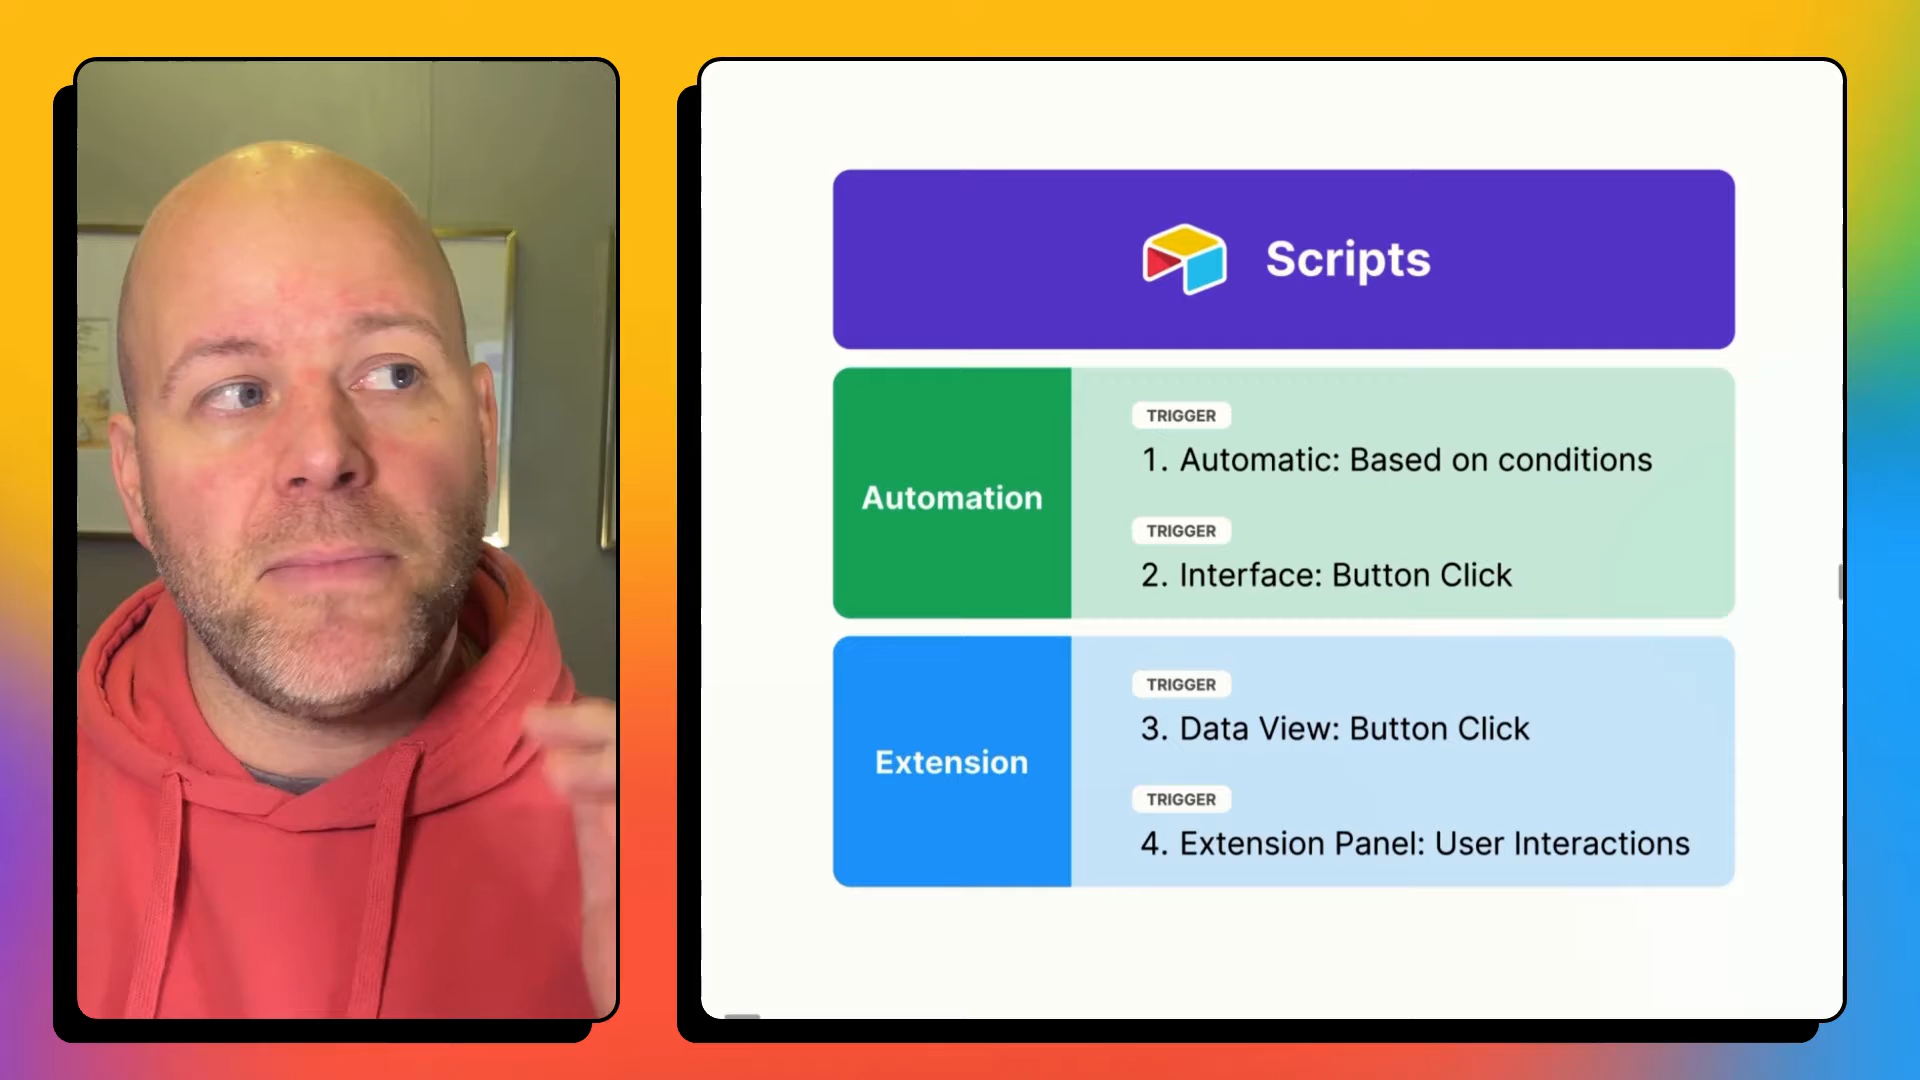 Scripts
Automation
TRIGGER
1. Automatic: Based on conditions
TRIGGER
2. Interface: Button Click
Extension
TRIGGER
3. Data View: Button Click
TRIGGER
4. Extension Panel: User Interactions